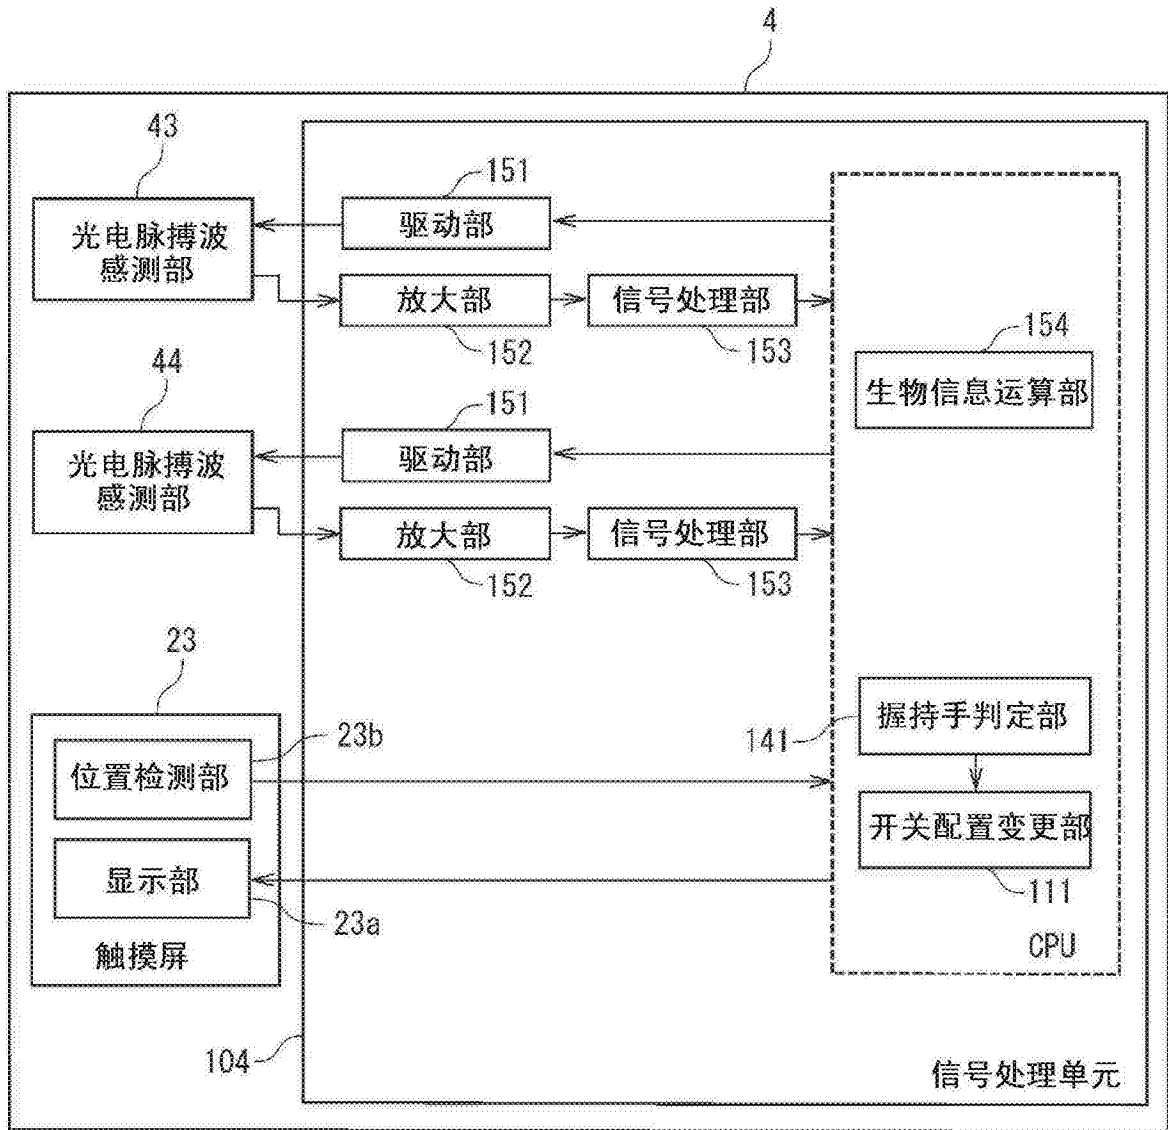 4
43
光电脉搏波
感测部
151
驱动部
放大部
152
信号处理部
153
154
生物信息运算部
44
光电脉搏波
感测部
151
驱动部
放大部
152
信号处理部
153
23
23b
位置检测部
显示部
23a
触摸屏
141
握持手判定部
开关配置变更部
111
CPU
104
信号处理单元